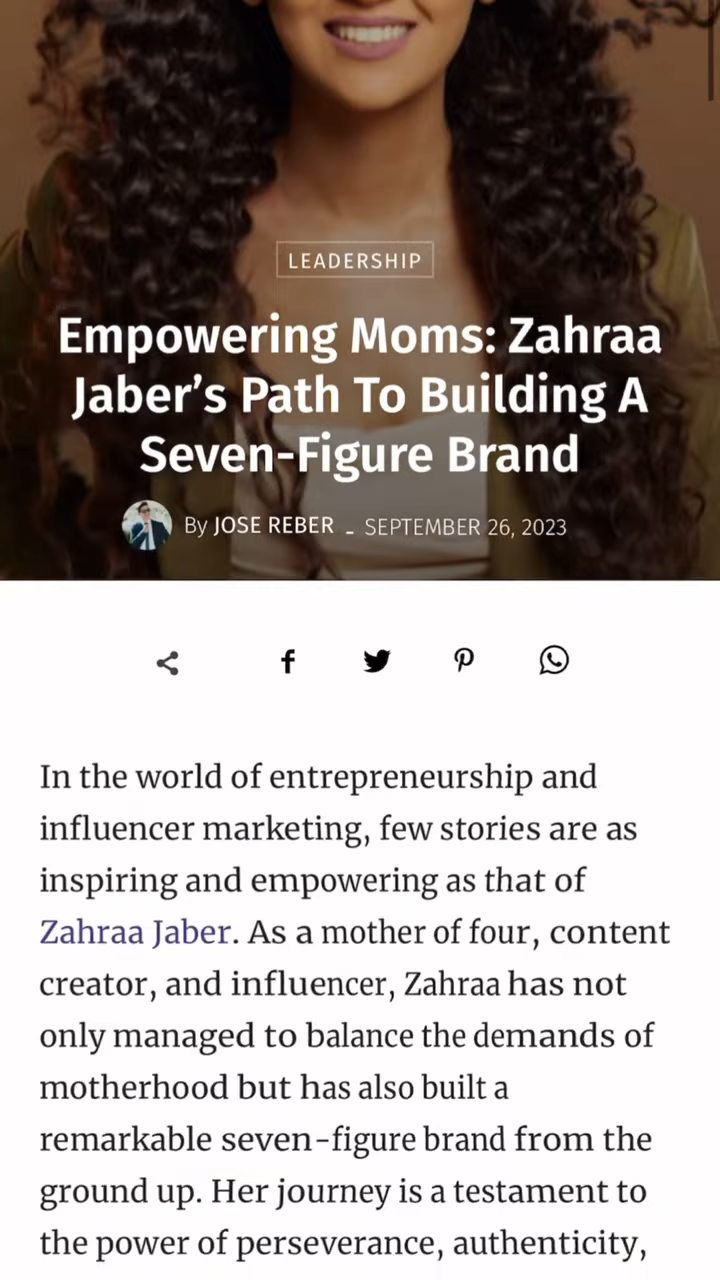 LEADERSHIP
Empowering Moms: Zahraa
Jaber’s Path To Building A
Seven-Figure Brand
By JOSE REBER - SEPTEMBER 26, 2023
In the world of entrepreneurship and
influencer marketing, few stories are as
inspiring and empowering as that of
Zahraa Jaber. As a mother of four, content
creator, and influencer, Zahraa has not
only managed to balance the demands of
motherhood but has also built a
remarkable seven-figure brand from the
ground up. Her journey is a testament to
the power of perseverance, authenticity,